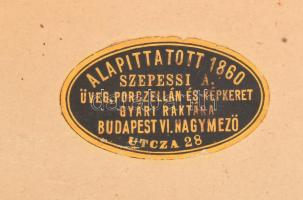 ALAPITTATOTT 1860
SZEPESSI A.
ÜVEG, PORCZELLÁN ÉS KÉPKERET
GYÁRI RAKTÁRA
BUDAPEST VI. NAGYMEZŐ
UTCZA 28